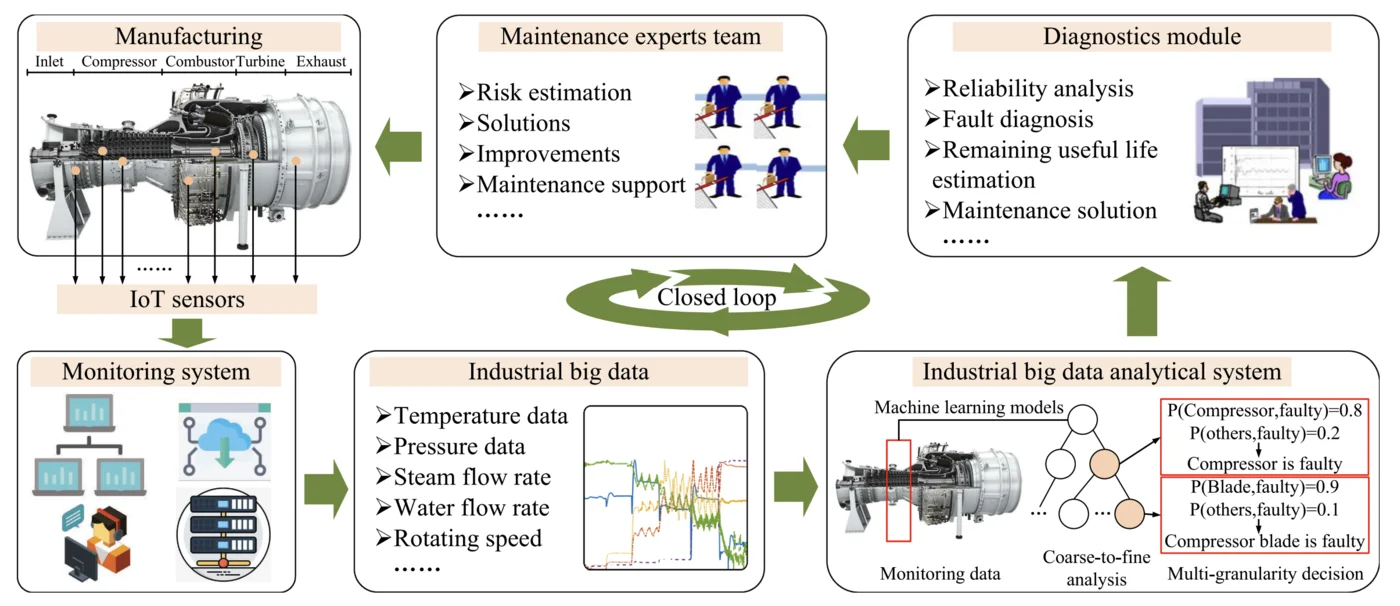 Manufacturing
Inlet Compressor Combustor Turbine Exhaust
......
IoT sensors
Maintenance experts team
➢Risk estimation
➢Solutions
➢Improvements
➢Maintenance support
......
Diagnostics module
➢Reliability analysis
➢Fault diagnosis
➢Remaining useful life
estimation
➢Maintenance solution
......
Closed loop
Monitoring system
Industrial big data
➢Temperature data
➢Pressure data
➢Steam flow rate
➢Water flow rate
➢Rotating speed
......
Industrial big data analytical system
Machine learning models
Monitoring data
... ...
Coarse-to-fine
analysis
P(Compressor,faulty)=0.8
P(others,faulty)=0.2
Compressor is faulty
P(Blade,faulty)=0.9
P(others,faulty)=0.1
Compressor blade is faulty
Multi-granularity decision